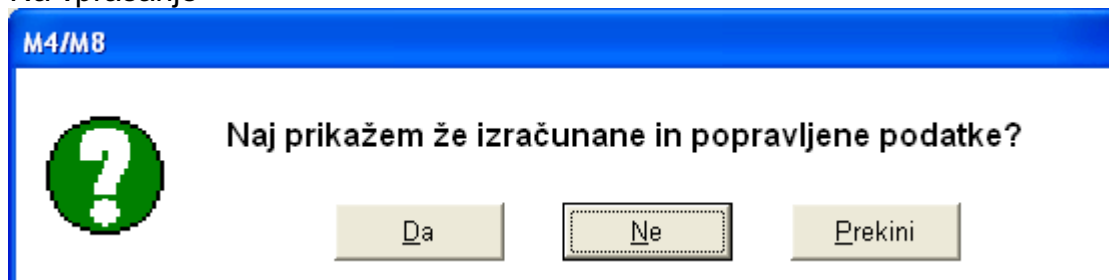 Na vprašanje
M4/M8
Naj prikažem že izračunane in popravljene podatke?
Da Ne Prekini